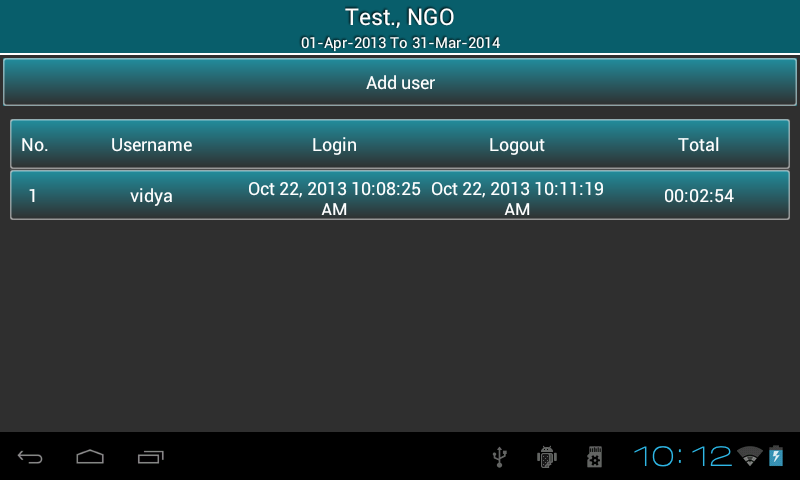 Test., NGO
01-Apr-2013 To 31-Mar-2014
Add user
No. Username Login Logout Total
1 vidya Oct 22, 2013 10:08:25 AM Oct 22, 2013 10:11:19 AM 00:02:54
10:12